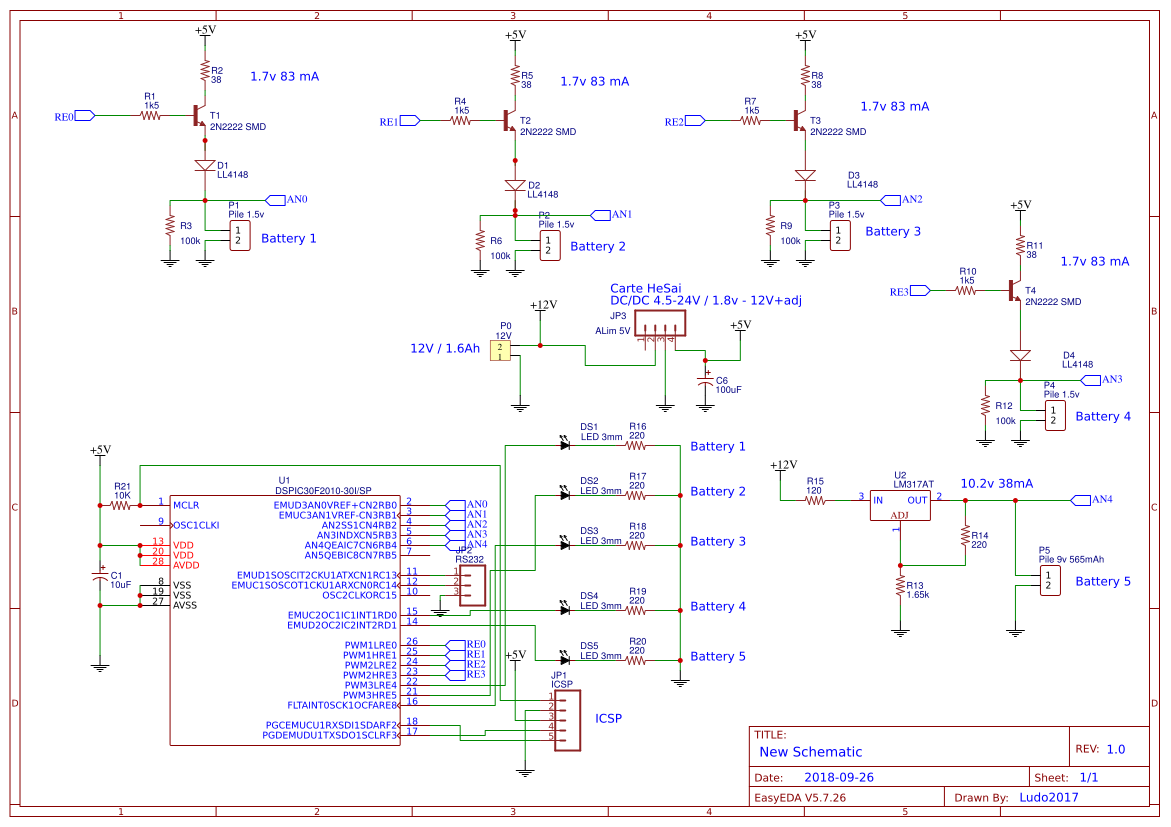 1 2 3 4 5
A
B
C
D
A
B
C
D
1 2 3 4 5
+5V
R2
38
1.7v 83 mA
R1
1k5
RE0
T1
2N2222 SMD
D1
LL4148
AN0
R3
100k
P1
Pile 1.5v
1
2
Battery 1
+5V
R5
38
1.7v 83 mA
R4
1k5
RE1
T2
2N2222 SMD
D2
LL4148
AN1
R6
100k
P2
Pile 1.5v
1
2
Battery 2
+5V
R8
38
1.7v 83 mA
R7
1k5
RE2
T3
2N2222 SMD
D3
LL4148
AN2
R9
100k
P3
Pile 1.5v
1
2
Battery 3
+5V
R11
38
1.7v 83 mA
R10
1k5
RE3
T4
2N2222 SMD
D4
LL4148
AN3
R12
100k
P4
Pile 1.5v
1
2
Battery 4
Carte HeSai
DC/DC 4.5-24V / 1.8v - 12V+adj
JP3
ALim 5V
1 2 3 4
+12V
P0
12V
2
1
12V / 1.6Ah
+5V
C6
100uF
+5V
R21
10K
C1
10uF
U1
DSPIC30F2010-30I/SP
1 MCLR
9 OSC1CLKI
13 VDD
20 VDD
28 AVDD
8 VSS
19 VSS
27 AVSS
EMUD3AN0VREF+CN2RB0 2 AN0
EMUC3AN1VREF-CN3RB1 3 AN1
AN2SS1CN4RB2 4 AN2
AN3INDXCN5RB3 5 AN3
AN4QEAICCN7CN6RB4 6 AN4
AN5QEBIC8CN7RB5 7
EMUD1SOSCIT2CKU1ATXCN1RC13 11
EMUC1SOSCOT1CKU1ARXCN0RC14 12
OSC2CLKORC15 10
EMUC2OC1IC1INT1RD0 15
EMUD2OC2IC2INT2RD1 14
PWM1LRE0 26 RE0
PWM1HRE1 25 RE1
PWM2LRE2 24 RE2
PWM2HRE3 23 RE3
PWM3LRE4 22
PWM3HRE5 21
FLTAINT0SCK1OCFARE8 16
PGCEMUCU1RXSDI1SDARF2 18
PGDEMUDU1TXSDO1SCLRF3 17
JP2
RS232
1
2
3
DS1
LED 3mm
R16
220
Battery 1
DS2
LED 3mm
R17
220
Battery 2
DS3
LED 3mm
R18
220
Battery 3
DS4
LED 3mm
R19
220
Battery 4
DS5
LED 3mm
R20
220
Battery 5
+5V
JP1
ICSP
1
2
3
4
5
ICSP
+12V
R15
120
U2
LM317AT
3 IN OUT 2
ADJ
1
10.2v 38mA
AN4
R14
220
R13
1.65k
P5
Pile 9v 565mAh
1
2
Battery 5
TITLE:
New Schematic
REV: 1.0
Date: 2018-09-26
Sheet: 1/1
EasyEDA V5.7.26
Drawn By: Ludo2017